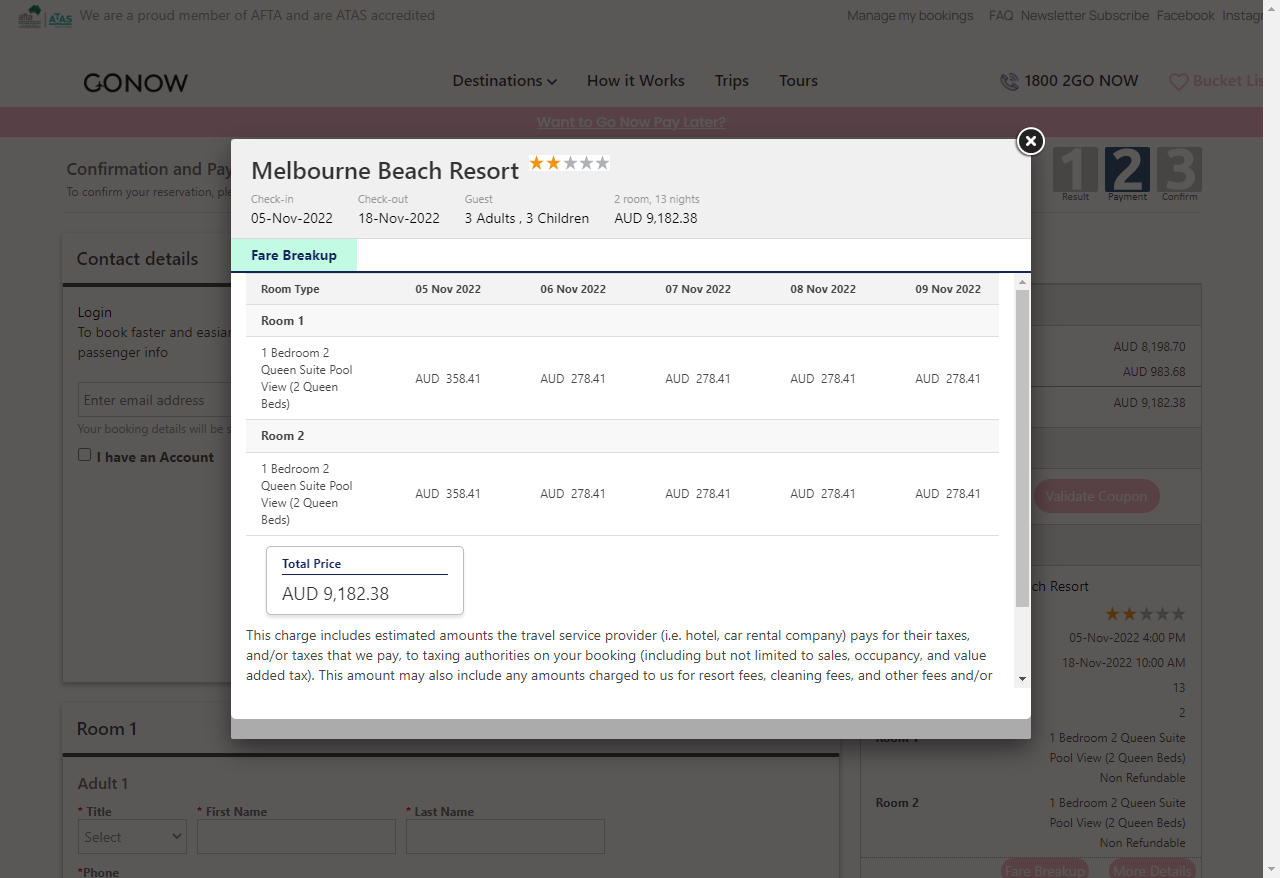 We are a proud member of AFTA and are ATAS accredited
Manage my bookings FAQ Newsletter Subscribe Facebook
GONOW
Destinations How it Works Trips Tours 1800 2GO NOW Bucket
Want to Go Now Pay Later?
Melbourne Beach Resort
Check-in Check-out Guest 2 room, 13 nights
05-Nov-2022 18-Nov-2022 3 Adults , 3 Children AUD 9,182.38
Fare Breakup
Room Type 05 Nov 2022 06 Nov 2022 07 Nov 2022 08 Nov 2022 09 Nov 2022
Room 1
1 Bedroom 2
Queen Suite Pool
View (2 Queen
Beds)
AUD 358.41 AUD 278.41 AUD 278.41 AUD 278.41 AUD 278.41
Room 2
1 Bedroom 2
Queen Suite Pool
View (2 Queen
Beds)
AUD 358.41 AUD 278.41 AUD 278.41 AUD 278.41 AUD 278.41
Total Price
AUD 9,182.38
This charge includes estimated amounts the travel service provider (i.e. hotel, car rental company) pays for their taxes,
and/or taxes that we pay, to taxing authorities on your booking (including but not limited to sales, occupancy, and value
added tax). This amount may also include any amounts charged to us for resort fees, cleaning fees, and other fees and/or
Confirmation and
To confirm your reservation,
1 2 3
Result Payment Confirm
Contact details
Login
To book faster and easian
passenger info
Enter email address
Your booking details will be
I have an Account
AUD 8,198.70
AUD 983.68
AUD 9,182.38
Validate Coupon
Resort
05-Nov-2022 4:00 PM
18-Nov-2022 10:00 AM
13
2
Room 1 1 Bedroom 2 Queen Suite
Pool View (2 Queen Beds)
Non Refundable
Room 2 1 Bedroom 2 Queen Suite
Pool View (2 Queen Beds)
Non Refundable
Fare Breakup More Details
Room 1
Adult 1
* Title * First Name * Last Name
Select
*Phone